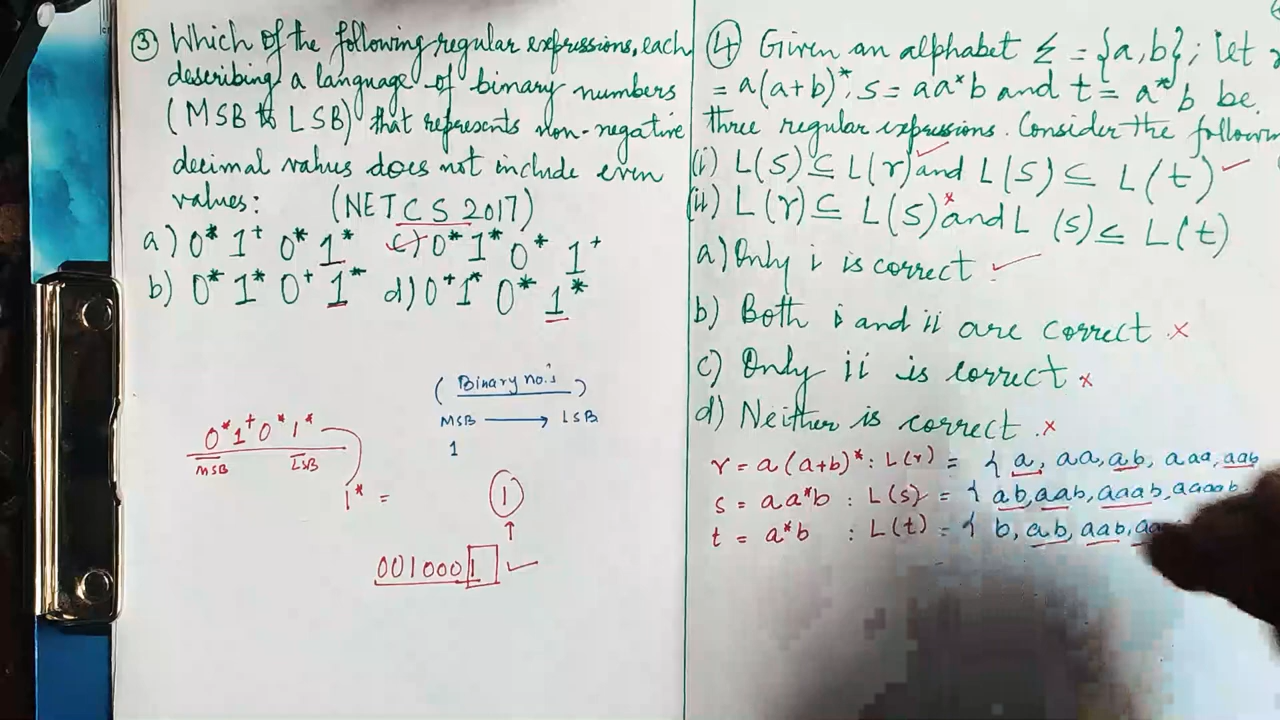 ③ Which of the following regular expressions, each
describing a language of binary numbers
(MSB to LSB) that represents non-negative
decimal values does not include even
values: (NET CS 2017)
a) 0* 1+ 0* 1* c) 0* 1* 0* 1+
b) 0* 1* 0+ 1* d) 0+ 1* 0* 1*
(Binary no.'s)
MSB → LSB
1
0*1+0*1*
MSB LSB
1* = 1
0010001 ✓
④ Given an alphabet Σ = {a,b}; let
= a(a+b)*; s = aa*b and t = a*b be
three regular expressions. Consider the
(i) L(s) ⊆ L(r) ✓ and L(s) ⊆ L(t) ✓
(ii) L(r) ⊆ L(s) × and L(s) ⊆ L(t)
a) Only i is correct ✓
b) Both i and ii are correct ×
c) Only ii is correct ×
d) Neither is correct. ×
r = a(a+b)* : L(r) = { a, aa, ab, aaa, aab
s = aa*b : L(s) = { ab, aab, aaab, aaaab
t = a*b : L(t) = { b, ab, aab,